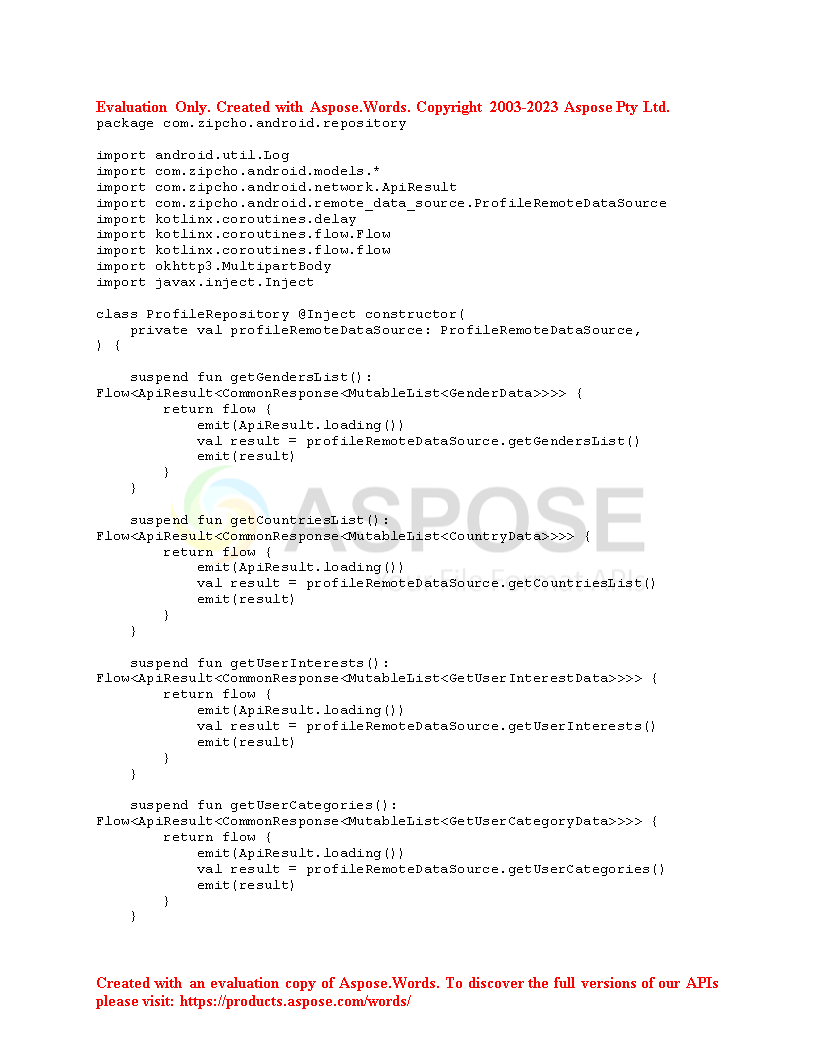 Evaluation Only. Created with Aspose.Words. Copyright 2003-2023 Aspose Pty Ltd.
package com.zipcho.android.repository

import android.util.Log
import com.zipcho.android.models.*
import com.zipcho.android.network.ApiResult
import com.zipcho.android.remote_data_source.ProfileRemoteDataSource
import kotlinx.coroutines.delay
import kotlinx.coroutines.flow.Flow
import kotlinx.coroutines.flow.flow
import okhttp3.MultipartBody
import javax.inject.Inject

class ProfileRepository @Inject constructor(
    private val profileRemoteDataSource: ProfileRemoteDataSource,
) {

    suspend fun getGendersList():
Flow<ApiResult<CommonResponse<MutableList<GenderData>>>> {
        return flow {
            emit(ApiResult.loading())
            val result = profileRemoteDataSource.getGendersList()
            emit(result)
        }
    }

ASPOSE
    suspend fun getCountriesList():
Flow<ApiResult<CommonResponse<MutableList<CountryData>>>> {
        return flow {
            emit(ApiResult.loading())
            val result = profileRemoteDataSource.getCountriesList()
            emit(result)
        }
    }

    suspend fun getUserInterests():
Flow<ApiResult<CommonResponse<MutableList<GetUserInterestData>>>> {
        return flow {
            emit(ApiResult.loading())
            val result = profileRemoteDataSource.getUserInterests()
            emit(result)
        }
    }

    suspend fun getUserCategories():
Flow<ApiResult<CommonResponse<MutableList<GetUserCategoryData>>>> {
        return flow {
            emit(ApiResult.loading())
            val result = profileRemoteDataSource.getUserCategories()
            emit(result)
        }
    }

Created with an evaluation copy of Aspose.Words. To discover the full versions of our APIs
please visit: https://products.aspose.com/words/